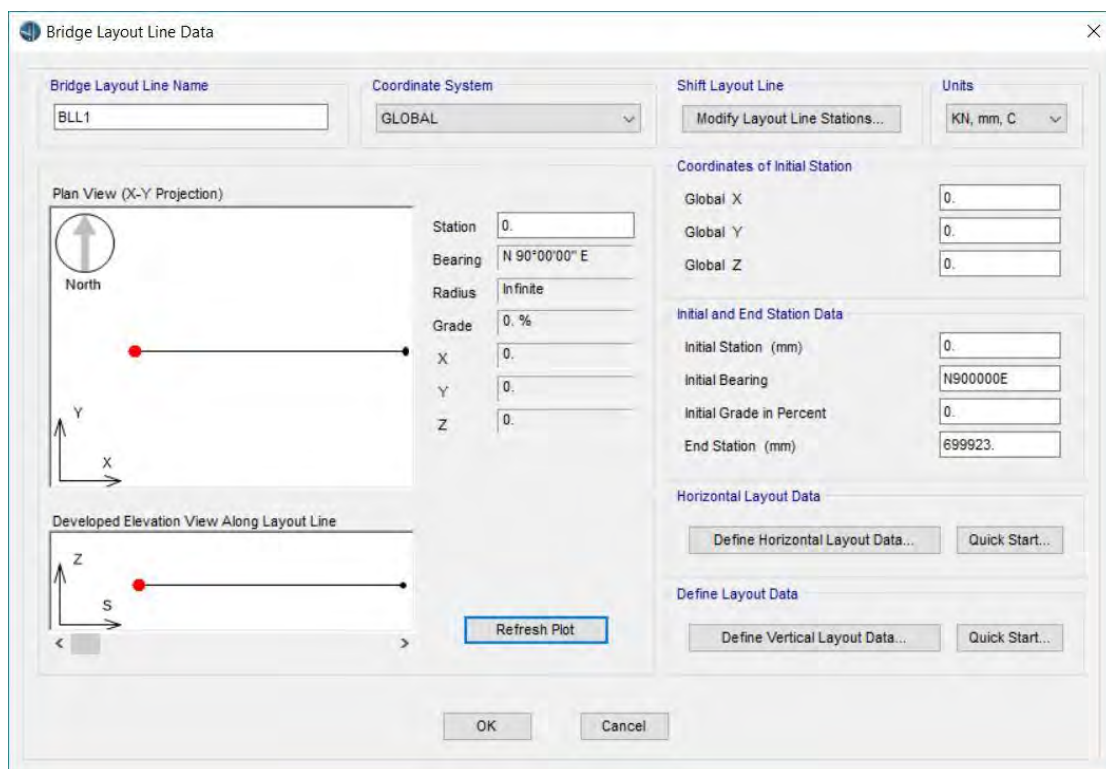 Bridge Layout Line Data
Bridge Layout Line Name
BLL1
Coordinate System
GLOBAL
Shift Layout Line
Modify Layout Line Stations...
Units
KN, mm, C
Plan View (X-Y Projection)
North
Y
X
Station 0.
Bearing N 90°00'00" E
Radius Infinite
Grade 0. %
X 0.
Y 0.
Z 0.
Developed Elevation View Along Layout Line
Z
S
Refresh Plot
Coordinates of Initial Station
Global X 0.
Global Y 0.
Global Z 0.
Initial and End Station Data
Initial Station (mm) 0.
Initial Bearing N900000E
Initial Grade in Percent 0.
End Station (mm) 699923.
Horizontal Layout Data
Define Horizontal Layout Data... Quick Start...
Define Layout Data
Define Vertical Layout Data... Quick Start...
OK Cancel